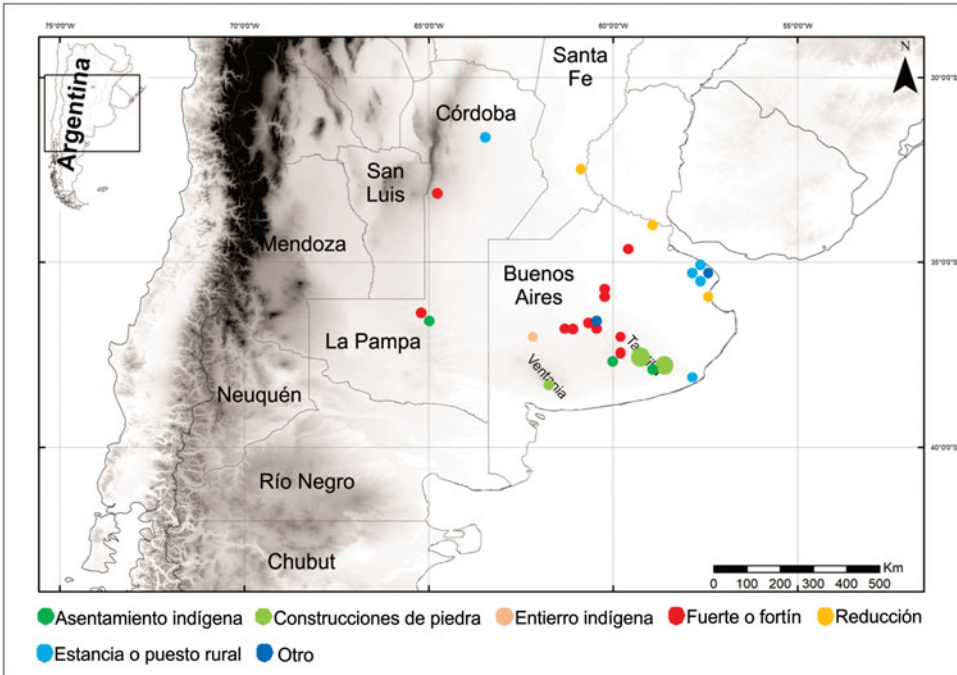 75°0'0"W 70°0'0"W 65°0'0"W 60°0'0"W 55°0'0"W
Argentina
N
Santa
Fe
30°0'0"S
Córdoba
San
Luis
Mendoza
35°0'0"S
Buenos
Aires
La Pampa
Ventania
Neuquén
40°0'0"S
Río Negro
Chubut
Km
0 100 200 300 400 500
Asentamiento indígena Construcciones de piedra Entierro indígena Fuerte o fortín Reducción
Estancia o puesto rural Otro